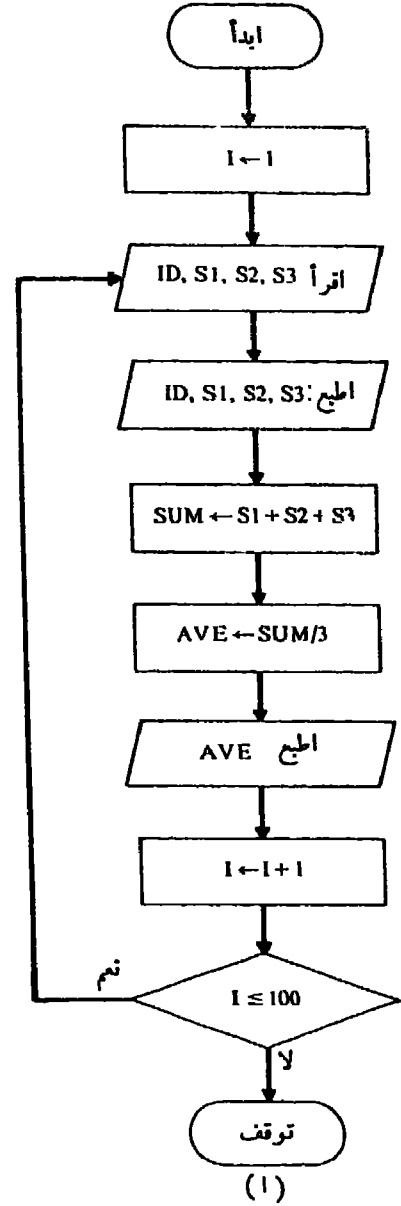 ابدأ
I ← 1
اقرأ ID, S1, S2, S3
اطبع: ID, S1, S2, S3
SUM ← S1 + S2 + S3
AVE ← SUM/3
اطبع AVE
I ← I + 1
نعم
I ≤ 100
لا
توقف
(١)